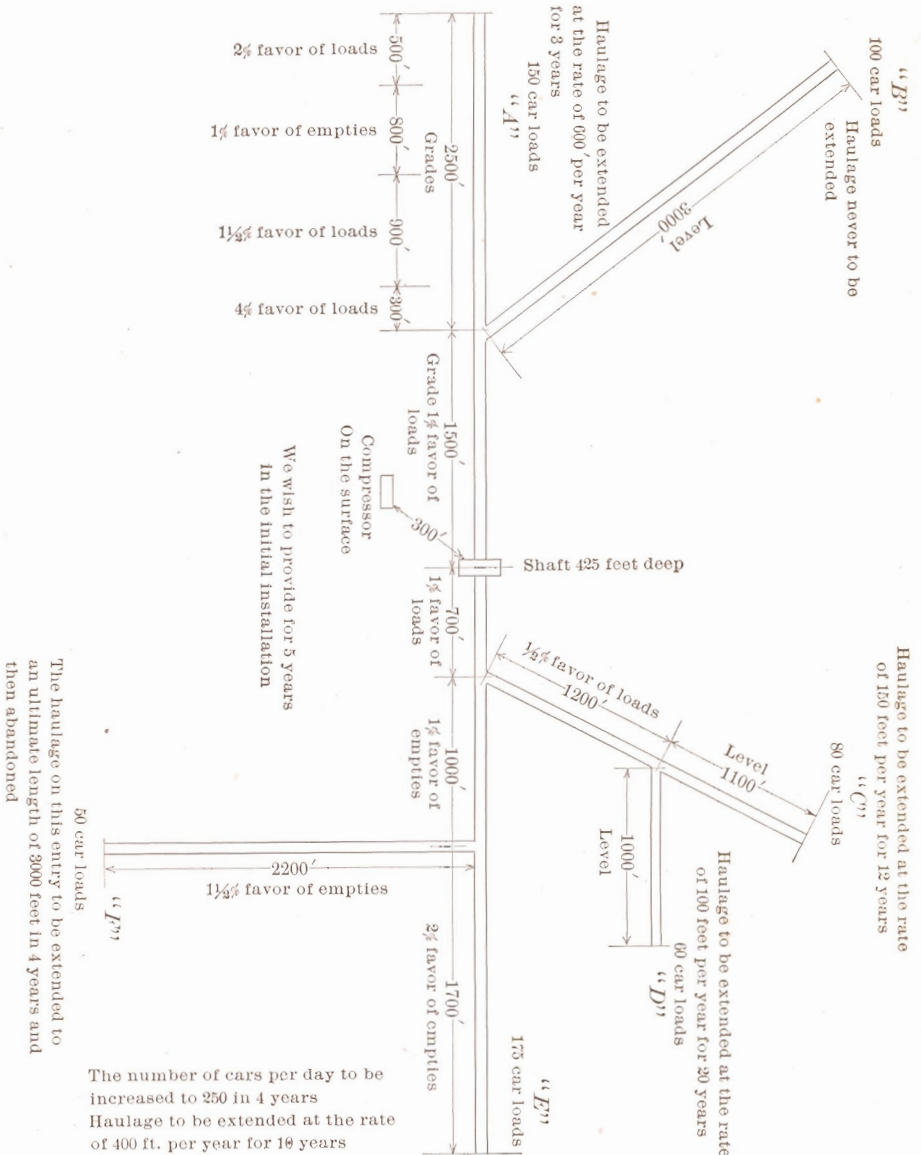 “B”
100 car loads
Haulage never to be
extended
3000′
Level
Haulage to be extended
at the rate of 600′ per year
for 3 years
150 car loads
“A”
2% favor of loads
500′
1% favor of empties
800′
1½% favor of loads
900′
4% favor of loads
300′
2500′
Grades
1500′
Grade 1% favor of
loads
Compressor
On the surface
300′
We wish to provide for 5 years
in the initial installation
Shaft 425 feet deep
700′
1% favor of
loads
½% favor of loads
1200′
Level
1100′
Haulage to be extended at the rate
of 150 feet per year for 12 years
“C”
80 car loads
1000′
Level
Haulage to be extended at the rate
of 100 feet per year for 20 years
60 car loads
“D”
1000′
1% favor of
empties
2200′
1½% favor of empties
50 car loads
“F”
The haulage on this entry to be extended to
an ultimate length of 3000 feet in 4 years and
then abandoned
1700′
2% favor of empties
175 car loads
“E”
The number of cars per day to be
increased to 250 in 4 years
Haulage to be extended at the rate
of 400 ft. per year for 10 years